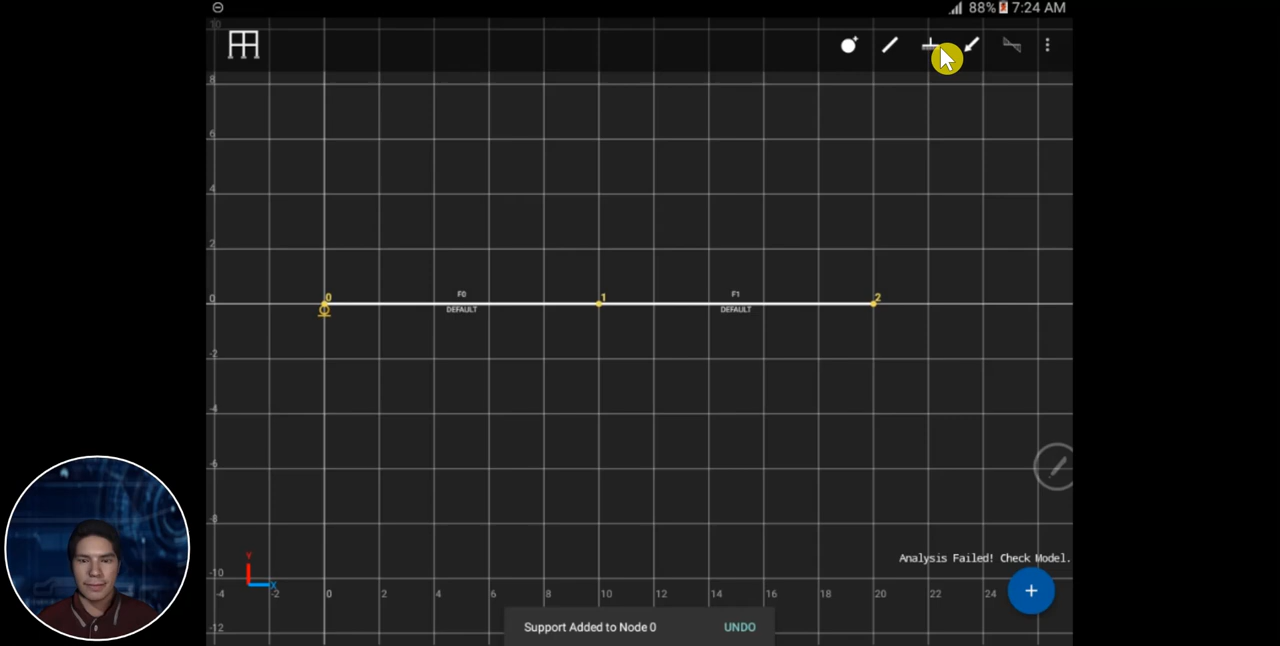 88% 7:24 AM
10
8
6
4
2
0
-2
-4
-6
-8
-10
-12
0 F0 1 F1 2
DEFAULT DEFAULT
Y
X
Analysis Failed! Check Model.
-4 -2 0 2 4 6 8 10 12 14 16 18 20 22 24
+
Support Added to Node 0 UNDO